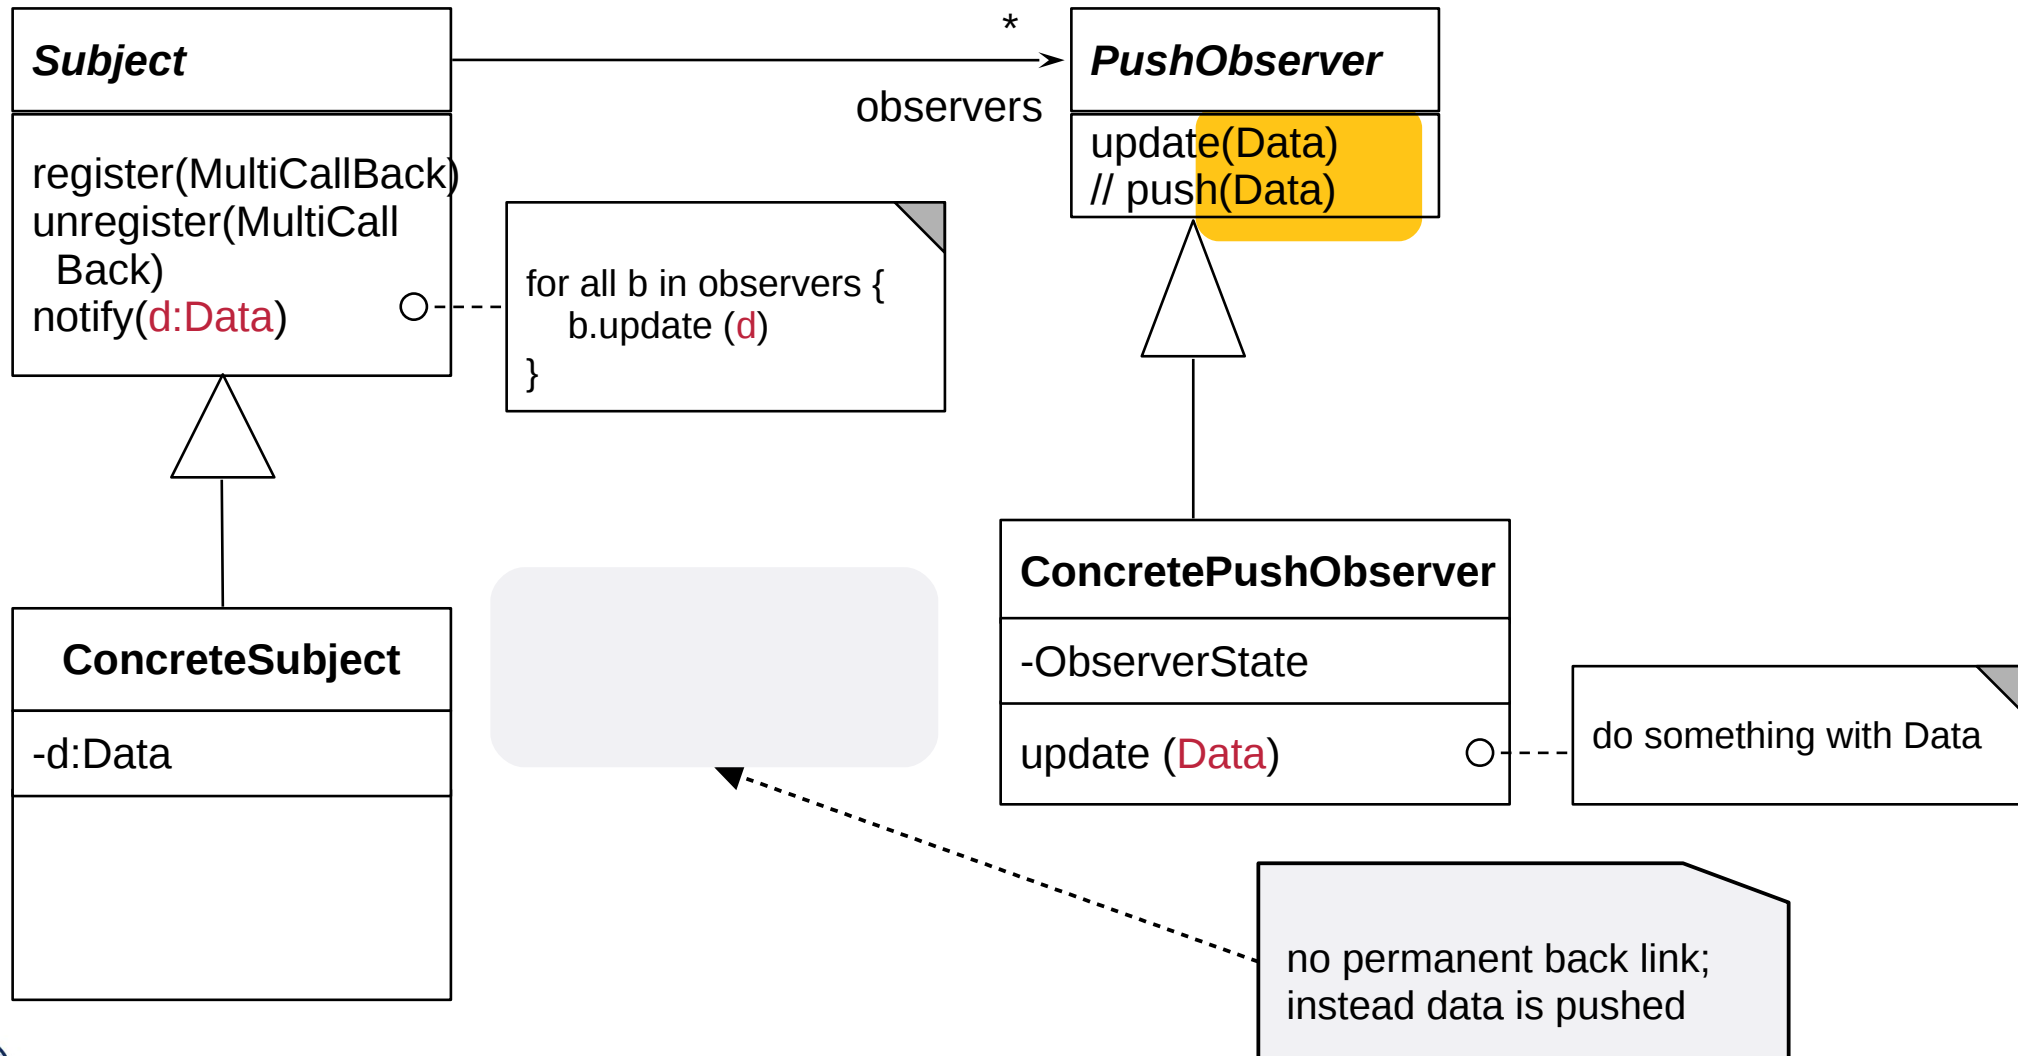 Subject
register(MultiCallBack)
unregister(MultiCall
Back)
notify(d:Data)
*
observers
PushObserver
update(Data)
// push(Data)
for all b in observers {
b.update (d)
}
ConcreteSubject
-d:Data
ConcretePushObserver
-ObserverState
update (Data)
do something with Data
no permanent back link;
instead data is pushed